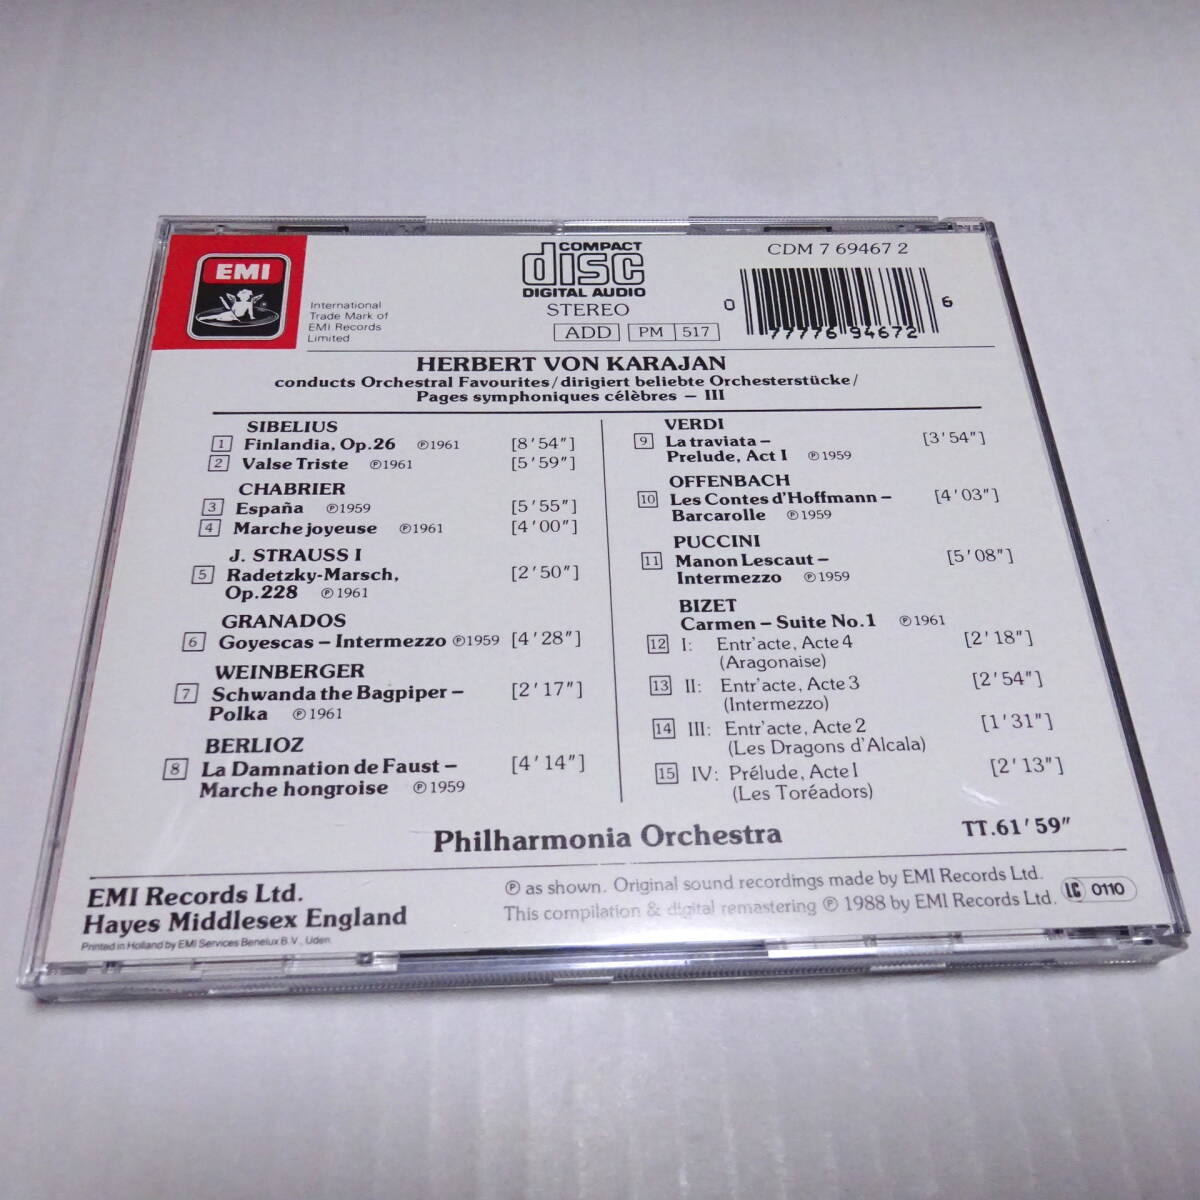 EMI
International
Trade Mark of
EMI Records
Limited
COMPACT
disc
DIGITAL AUDIO
STEREO
ADD PM 517
CDM 7 69467 2
0 77776 94672 6
HERBERT VON KARAJAN
conducts Orchestral Favourites/dirigiert beliebte Orchesterstücke/
Pages symphoniques célèbres – III
SIBELIUS
1 Finlandia, Op.26 ℗1961 [8'54"]
2 Valse Triste ℗1961 [5'59"]
CHABRIER
3 España ℗1959 [5'55"]
4 Marche joyeuse ℗1961 [4'00"]
J. STRAUSS I
5 Radetzky-Marsch, [2'50"]
Op.228 ℗1961
GRANADOS
6 Goyescas – Intermezzo ℗1959 [4'28"]
WEINBERGER
7 Schwanda the Bagpiper – [2'17"]
Polka ℗1961
BERLIOZ
8 La Damnation de Faust – [4'14"]
Marche hongroise ℗1959
VERDI
9 La traviata – [3'54"]
Prelude, Act I ℗1959
OFFENBACH
10 Les Contes d'Hoffmann – [4'03"]
Barcarolle ℗1959
PUCCINI
11 Manon Lescaut – [5'08"]
Intermezzo ℗1959
BIZET
Carmen – Suite No.1 ℗1961
12 I: Entr'acte, Acte 4 [2'18"]
(Aragonaise)
13 II: Entr'acte, Acte 3 [2'54"]
(Intermezzo)
14 III: Entr'acte, Acte 2 [1'31"]
(Les Dragons d'Alcala)
15 IV: Prélude, Acte I [2'13"]
(Les Toréadors)
Philharmonia Orchestra
TT.61'59"
EMI Records Ltd.
Hayes Middlesex England
Printed in Holland by EMI Services Benelux B.V., Uden.
℗ as shown. Original sound recordings made by EMI Records Ltd.
This compilation & digital remastering ℗ 1988 by EMI Records Ltd.
LC 0110